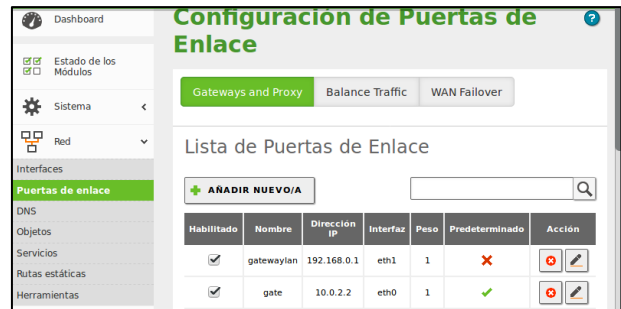 Dashboard
Estado de los
Módulos
Sistema
Red
Interfaces
Puertas de enlace
DNS
Objetos
Servicios
Rutas estáticas
Herramientas
Configuración de Puertas de
Enlace
?
Gateways and Proxy Balance Traffic WAN Failover
Lista de Puertas de Enlace
AÑADIR NUEVO/A
Habilitado Nombre Dirección IP Interfaz Peso Predeterminado Acción
gatewaylan 192.168.0.1 eth1 1
gate 10.0.2.2 eth0 1